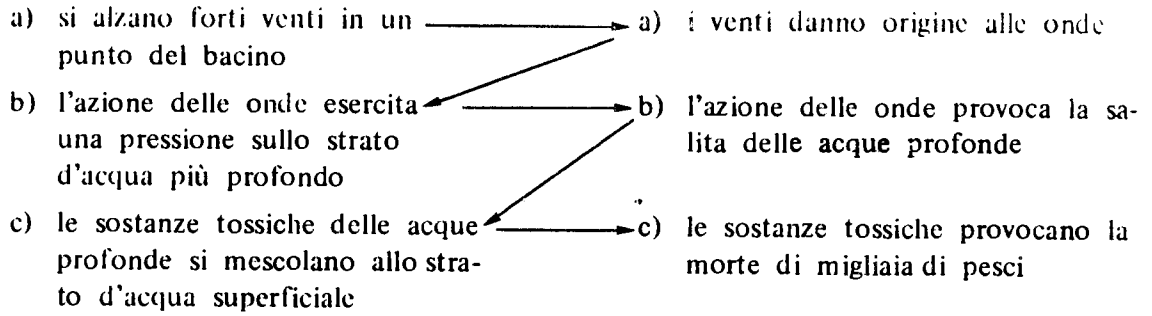 a) si alzano forti venti in un
punto del bacino
a) i venti danno origine alle onde
b) l'azione delle onde esercita
una pressione sullo strato
d'acqua più profondo
b) l'azione delle onde provoca la sa-
lita delle acque profonde
c) le sostanze tossiche delle acque
profonde si mescolano allo stra-
to d'acqua superficiale
c) le sostanze tossiche provocano la
morte di migliaia di pesci